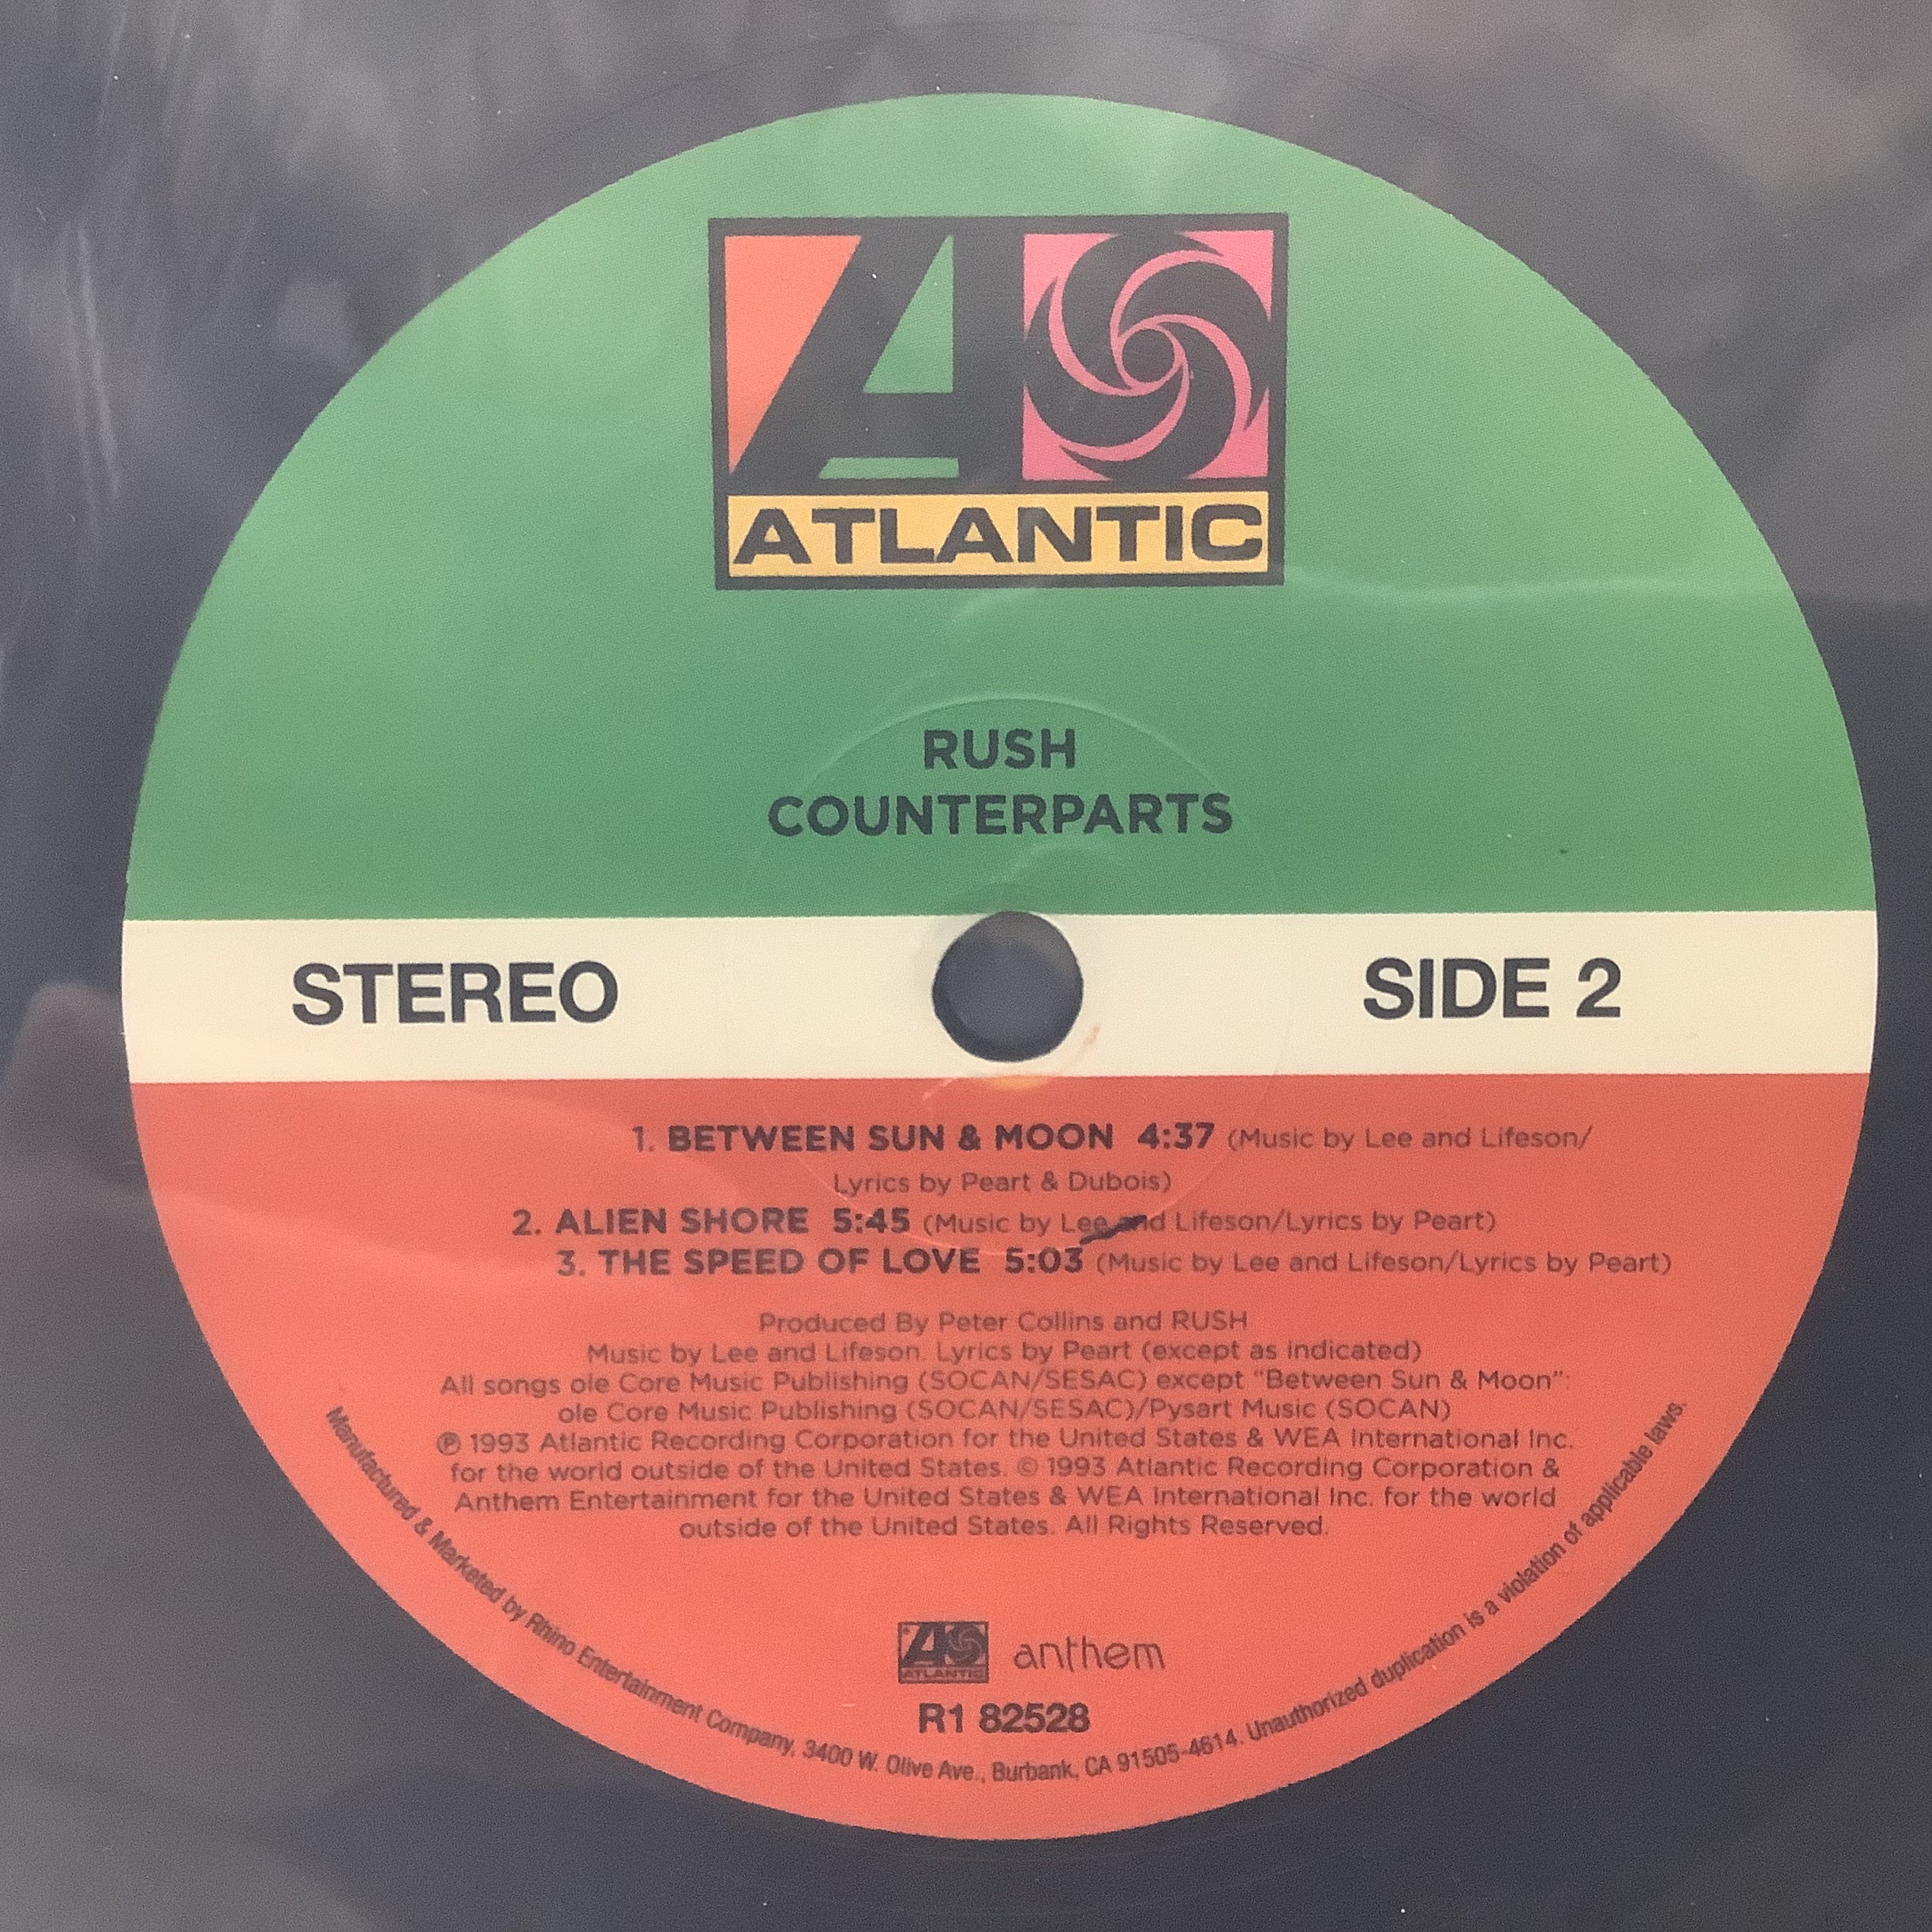 ATLANTIC
RUSH
COUNTERPARTS
STEREO
SIDE 2
1. BETWEEN SUN & MOON 4:37 (Music by Lee and Lifeson/
Lyrics by Peart & Dubois)
2. ALIEN SHORE 5:45 (Music by Lee and Lifeson/Lyrics by Peart)
3. THE SPEED OF LOVE 5:03 (Music by Lee and Lifeson/Lyrics by Peart)
Produced By Peter Collins and RUSH
Music by Lee and Lifeson. Lyrics by Peart (except as indicated)
All songs ole Core Music Publishing (SOCAN/SESAC) except "Between Sun & Moon":
ole Core Music Publishing (SOCAN/SESAC)/Pysart Music (SOCAN)
℗ 1993 Atlantic Recording Corporation for the United States & WEA International Inc.
for the world outside of the United States. © 1993 Atlantic Recording Corporation &
Anthem Entertainment for the United States & WEA International Inc. for the world
outside of the United States. All Rights Reserved.
ATLANTIC anthem
R1 82528
Manufactured & Marketed by Rhino Entertainment Company, 3400 W. Olive Ave., Burbank, CA 91505-4614. Unauthorized duplication is a violation of applicable laws.